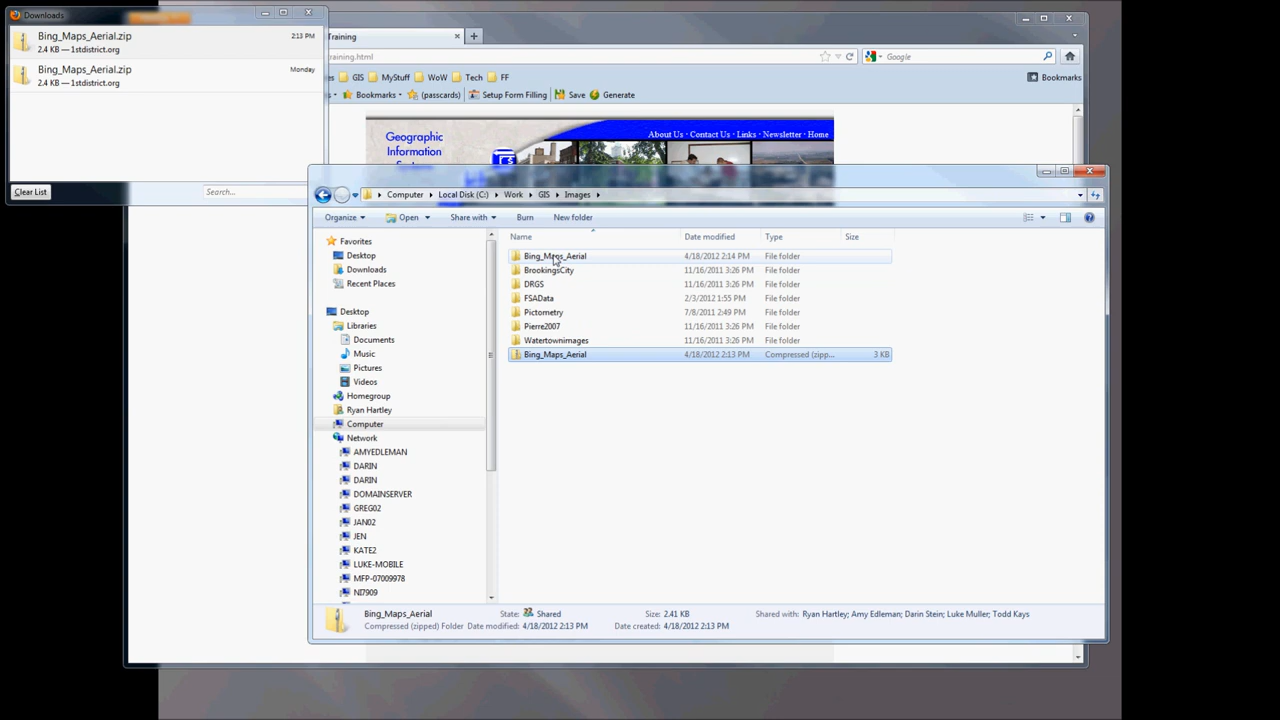 Downloads
Bing_Maps_Aerial.zip 2:13 PM
2.4 KB — 1stdistrict.org
Bing_Maps_Aerial.zip Monday
2.4 KB — 1stdistrict.org
Clear List Search...
Training
raining.html Google
GIS MyStuff WoW Tech FF Bookmarks
Bookmarks (passcards) Setup Form Filling Save Generate
About Us · Contact Us · Links · Newsletter · Home
Geographic
Information
Computer Local Disk (C:) Work GIS Images
Organize Open Share with Burn New folder
Name Date modified Type Size
Bing_Maps_Aerial 4/18/2012 2:14 PM File folder
BrookingsCity 11/16/2011 3:26 PM File folder
DRGS 11/16/2011 3:26 PM File folder
FSAData 2/3/2012 1:55 PM File folder
Pictometry 7/8/2011 2:49 PM File folder
Pierre2007 11/16/2011 3:26 PM File folder
Watertownimages 11/16/2011 3:26 PM File folder
Bing_Maps_Aerial 4/18/2012 2:13 PM Compressed (zipp... 3 KB
Favorites
Desktop
Downloads
Recent Places
Desktop
Libraries
Documents
Music
Pictures
Videos
Homegroup
Ryan Hartley
Computer
Network
AMYEDLEMAN
DARIN
DARIN
DOMAINSERVER
GREG02
JAN02
JEN
KATE2
LUKE-MOBILE
MFP-07009978
NI7909
Bing_Maps_Aerial State: Shared Size: 2.41 KB Shared with: Ryan Hartley; Amy Edleman; Darin Stein; Luke Muller; Todd Kays
Compressed (zipped) Folder Date modified: 4/18/2012 2:13 PM Date created: 4/18/2012 2:13 PM